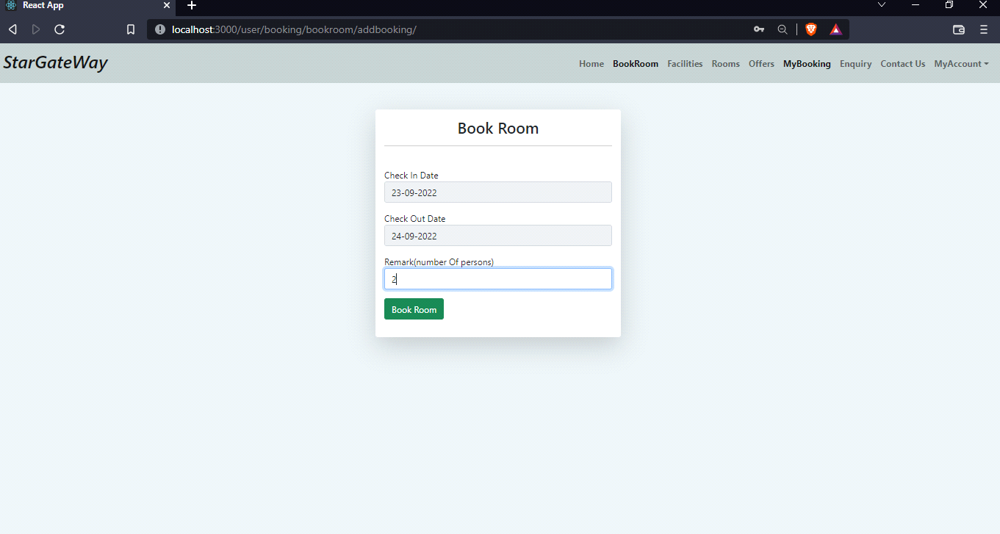 React App
localhost:3000/user/booking/bookroom/addbooking/
StarGateWay
Home BookRoom Facilities Rooms Offers MyBooking Enquiry Contact Us MyAccount
Book Room
Check In Date
23-09-2022
Check Out Date
24-09-2022
Remark(number Of persons)
2
Book Room